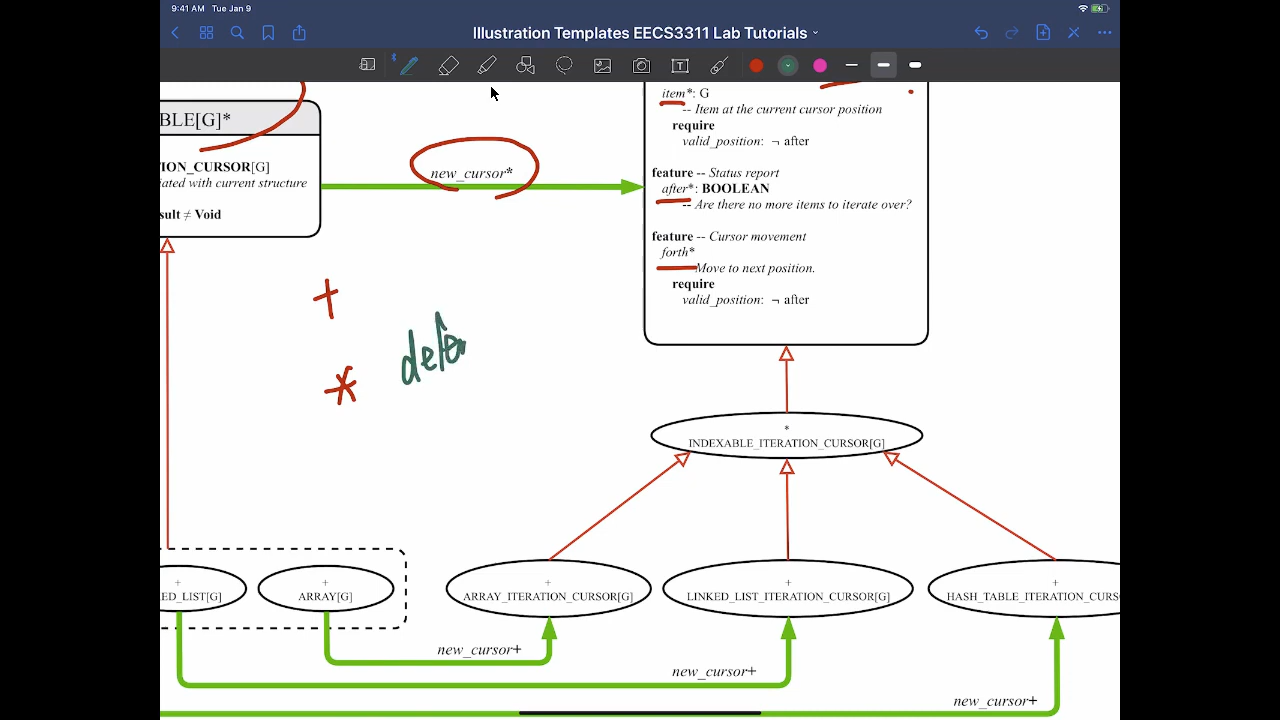 9:41 AM Tue Jan 9
Illustration Templates EECS3311 Lab Tutorials
BLE[G]*
ION_CURSOR[G]
iated with current structure
sult ≠ Void
new_cursor*
item*: G
-- Item at the current cursor position
require
valid_position: ¬ after
feature -- Status report
after*: BOOLEAN
-- Are there no more items to iterate over?
feature -- Cursor movement
forth*
Move to next position.
require
valid_position: ¬ after
+
*
*
INDEXABLE_ITERATION_CURSOR[G]
+
ED_LIST[G]
+
ARRAY[G]
+
ARRAY_ITERATION_CURSOR[G]
+
LINKED_LIST_ITERATION_CURSOR[G]
+
HASH_TABLE_ITERATION_CURSO
new_cursor+
new_cursor+
new_cursor+